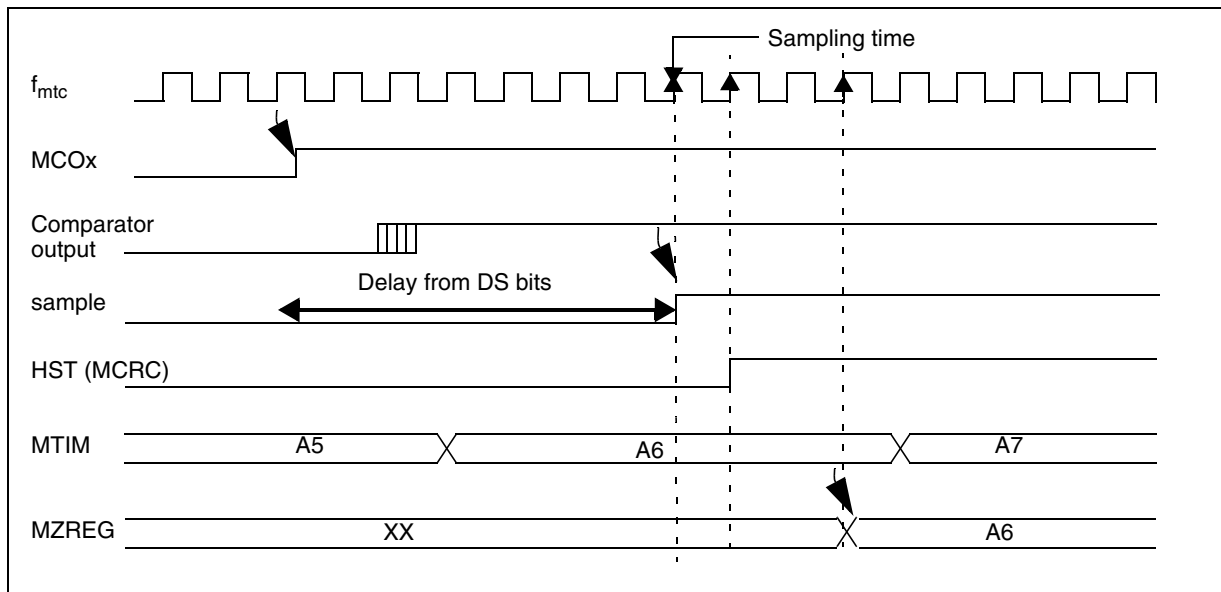 Sampling time
fmtc
MCOx
Comparator
output
Delay from DS bits
sample
HST (MCRC)
MTIM
A5
A6
A7
MZREG
XX
A6